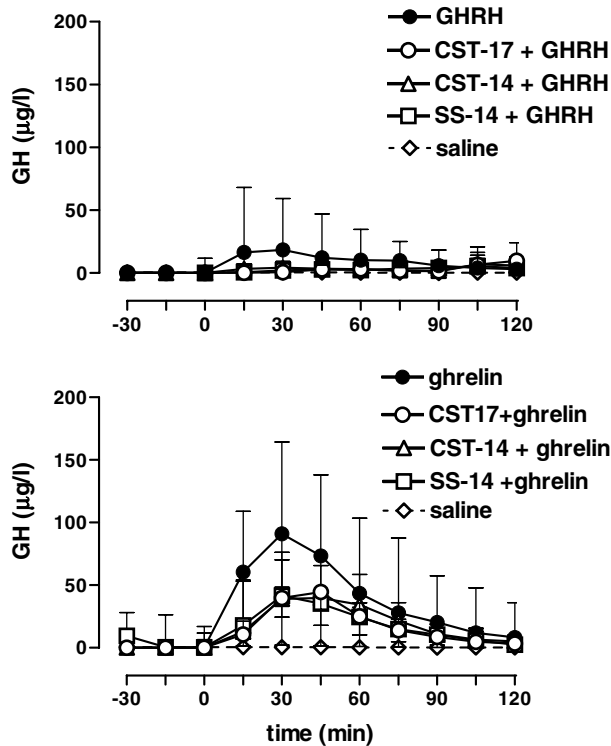 GHRH
CST-17 + GHRH
CST-14 + GHRH
SS-14 + GHRH
saline
GH (µg/l)
200
150
100
50
0
-30 0 30 60 90 120
ghrelin
CST17+ghrelin
CST-14 + ghrelin
SS-14 +ghrelin
saline
GH (µg/l)
200
150
100
50
0
-30 0 30 60 90 120
time (min)